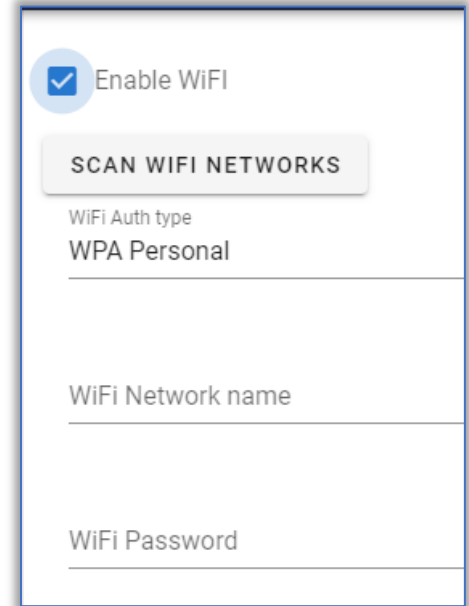 Enable WiFI
SCAN WIFI NETWORKS
WiFi Auth type
WPA Personal
WiFi Network name
WiFi Password